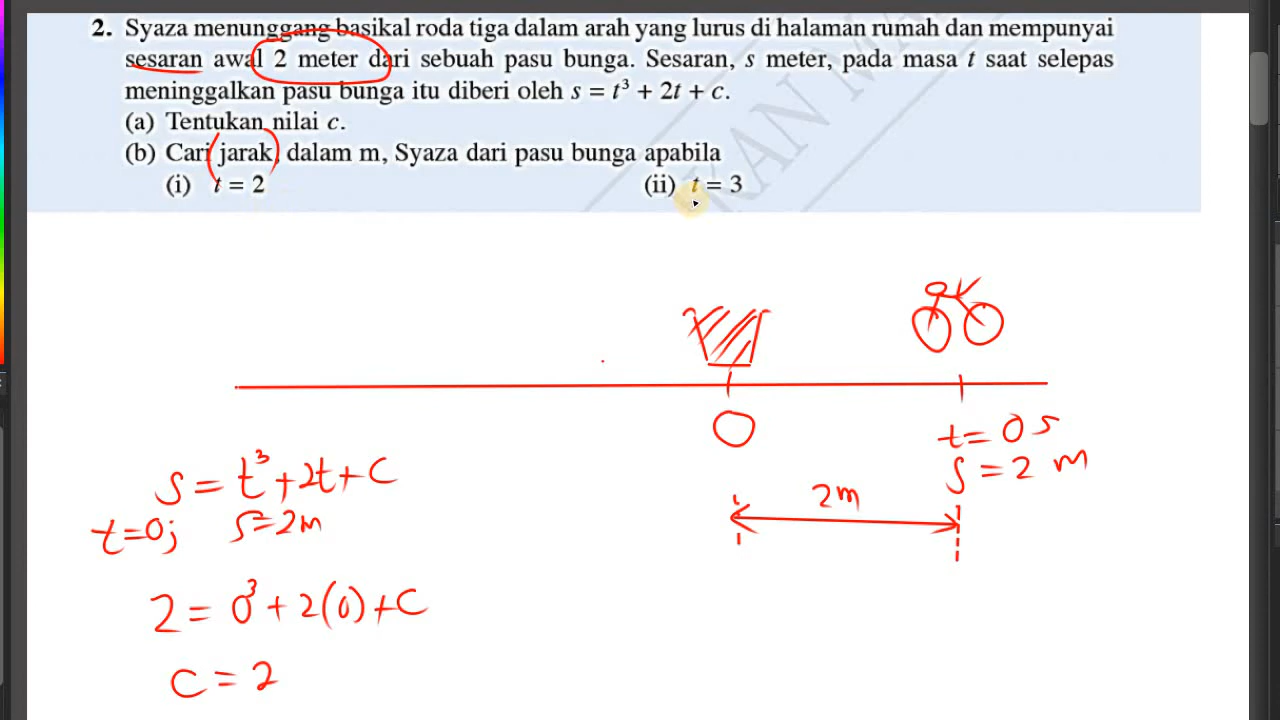 2. Syaza menunggang basikal roda tiga dalam arah yang lurus di halaman rumah dan mempunyai
sesaran awal 2 meter dari sebuah pasu bunga. Sesaran, s meter, pada masa t saat selepas
meninggalkan pasu bunga itu diberi oleh s = t³ + 2t + c.
(a) Tentukan nilai c.
(b) Cari jarak, dalam m, Syaza dari pasu bunga apabila
(i) t = 2 (ii) t = 3
O
t = 0 s
s = 2 m
2m
s = t³ + 2t + c
t = 0; s = 2m
2 = 0³ + 2(0) + c
c = 2